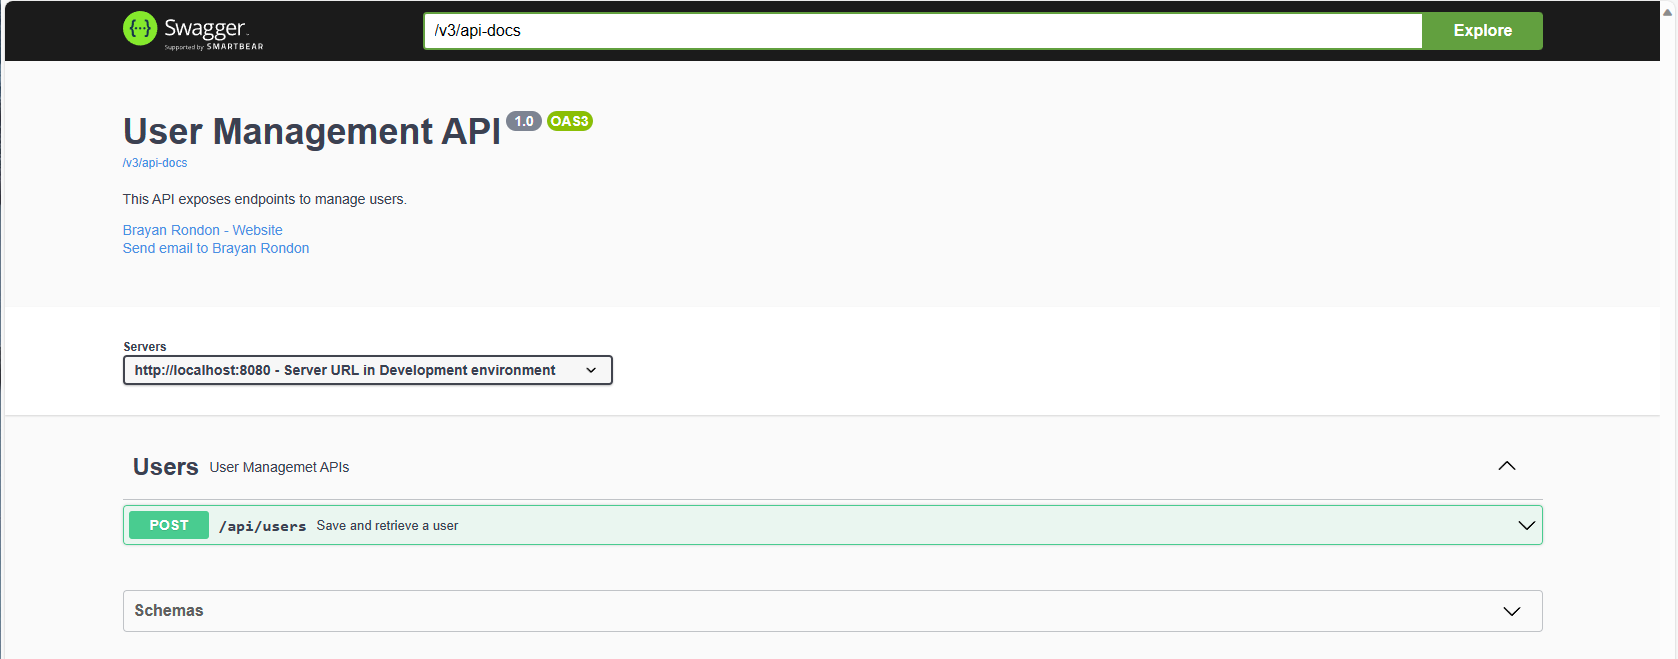 Swagger.
Supported by SMARTBEAR
/v3/api-docs
Explore
User Management API 1.0 OAS3
/v3/api-docs
This API exposes endpoints to manage users.
Brayan Rondon - Website
Send email to Brayan Rondon
Servers
http://localhost:8080 - Server URL in Development environment
Users User Managemet APIs
POST /api/users Save and retrieve a user
Schemas